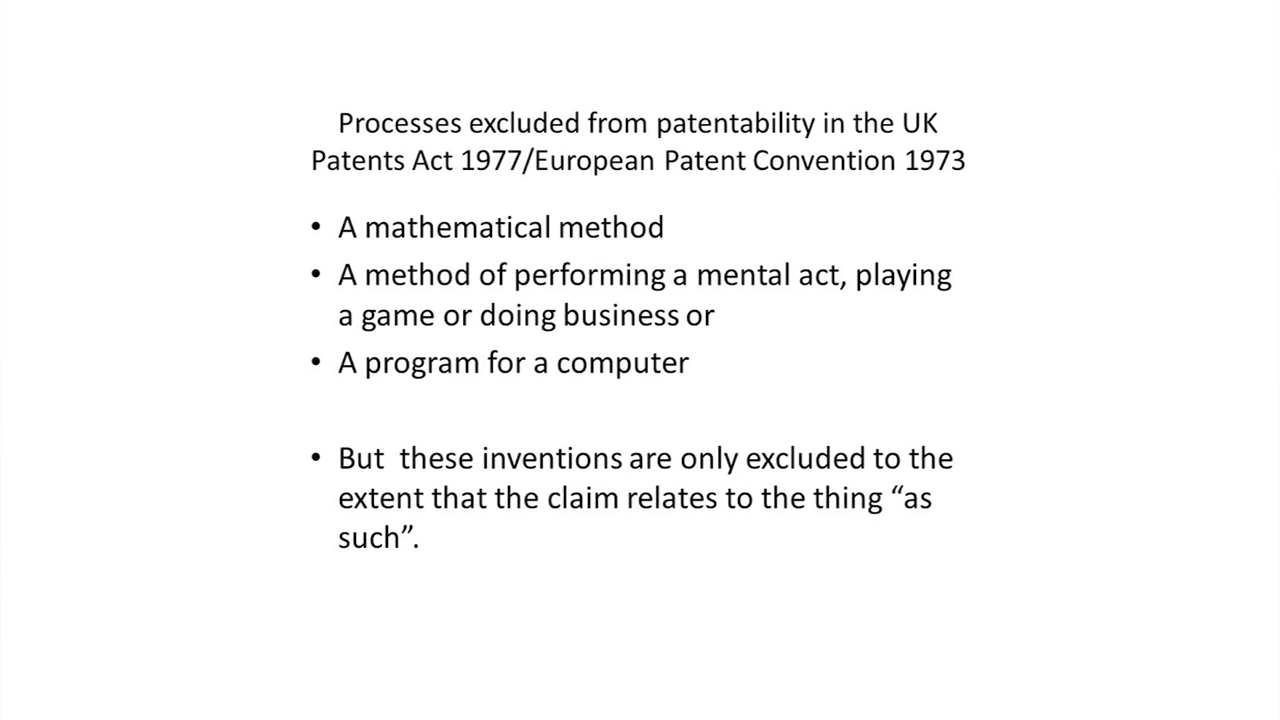 Processes excluded from patentability in the UK
Patents Act 1977/European Patent Convention 1973
• A mathematical method
• A method of performing a mental act, playing
a game or doing business or
• A program for a computer
• But  these inventions are only excluded to the
extent that the claim relates to the thing “as
such”.